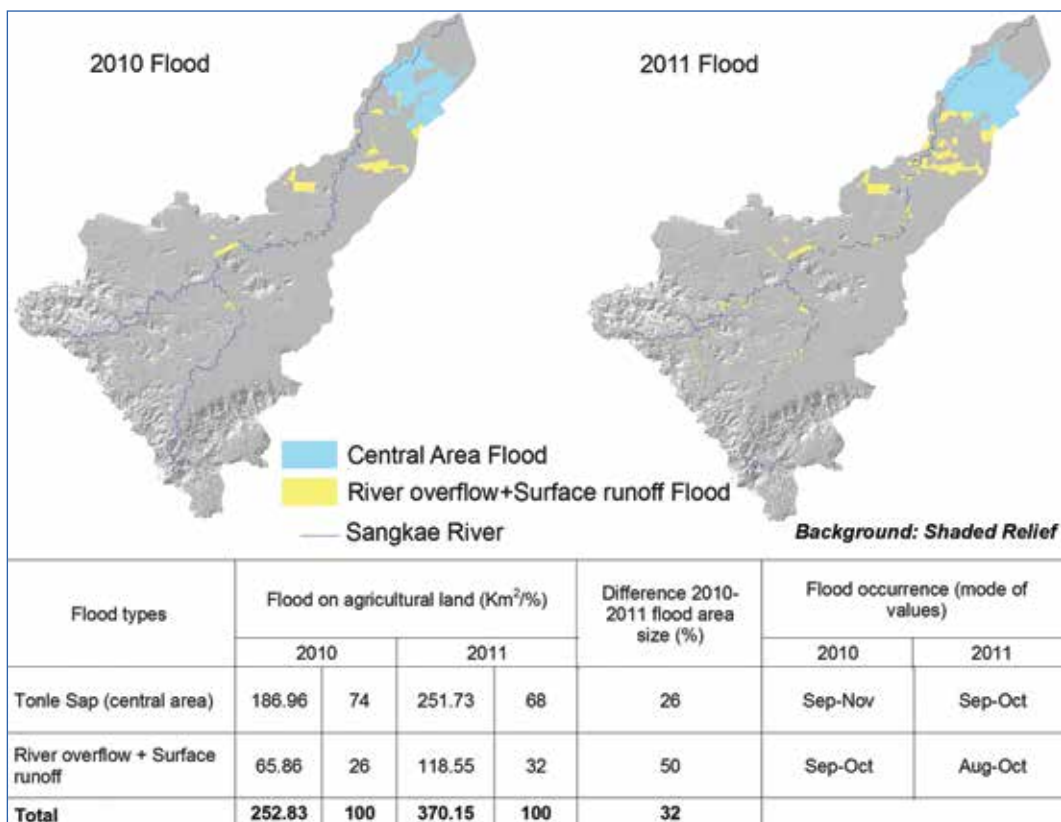 2010 Flood
2011 Flood
Central Area Flood
River overflow+Surface runoff Flood
Sangkae River
Background: Shaded Relief
Flood types
Flood on agricultural land (Km²/%)
Difference 2010-
2011 flood area
size (%)
Flood occurrence (mode of
values)
2010
2011
2010
2011
Tonle Sap (central area)
186.96
74
251.73
68
26
Sep-Nov
Sep-Oct
River overflow + Surface
runoff
65.86
26
118.55
32
50
Sep-Oct
Aug-Oct
Total
252.83
100
370.15
100
32